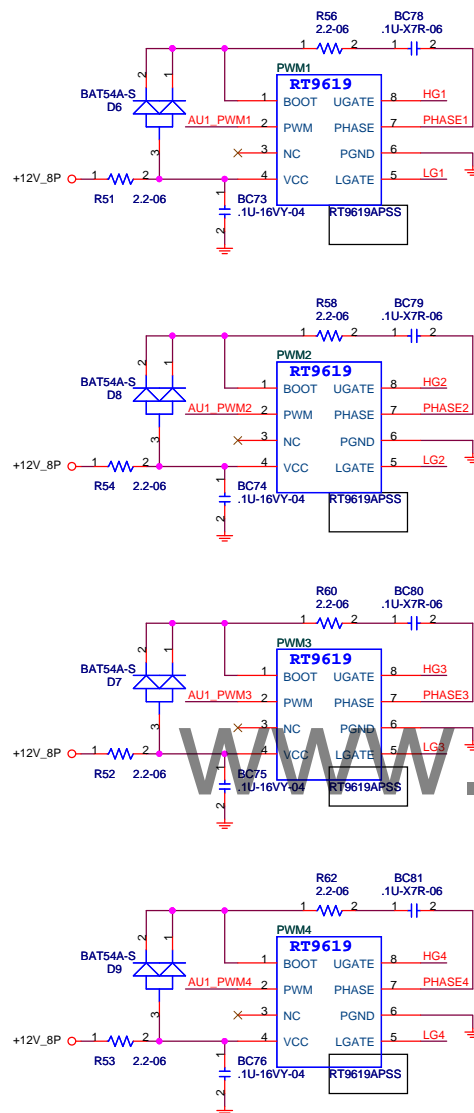 R56 BC78
2.2-06 .1U-X7R-06
1 2 1 2
PWM1
2 1 RT9619
BAT54A-S
D6
1 BOOT UGATE 8 HG1
AU1_PWM1 2 PWM PHASE 7 PHASE1
3 3 NC PGND 6
+12V_8P 1 2 4 VCC LGATE 5 LG1
R51 2.2-06 1 BC73
.1U-16VY-04 RT9619APSS
2
R58 BC79
2.2-06 .1U-X7R-06
1 2 1 2
PWM2
2 1 RT9619
BAT54A-S
D8
1 BOOT UGATE 8 HG2
AU1_PWM2 2 PWM PHASE 7 PHASE2
3 3 NC PGND 6
+12V_8P 1 2 4 VCC LGATE 5 LG2
R54 2.2-06 1 BC74
.1U-16VY-04 RT9619APSS
2
R60 BC80
2.2-06 .1U-X7R-06
1 2 1 2
PWM3
2 1 RT9619
BAT54A-S
D7
1 BOOT UGATE 8 HG3
AU1_PWM3 2 PWM PHASE 7 PHASE3
3 3 NC PGND 6
+12V_8P 1 2 4 VCC LGATE 5 LG3
www.
R52 2.2-06 1 BC75
.1U-16VY-04 RT9619APSS
2
R62 BC81
2.2-06 .1U-X7R-06
1 2 1 2
PWM4
2 1 RT9619
BAT54A-S
D9
1 BOOT UGATE 8 HG4
AU1_PWM4 2 PWM PHASE 7 PHASE4
3 3 NC PGND 6
+12V_8P 1 2 4 VCC LGATE 5 LG4
R53 2.2-06 1 BC76
.1U-16VY-04 RT9619APSS
2